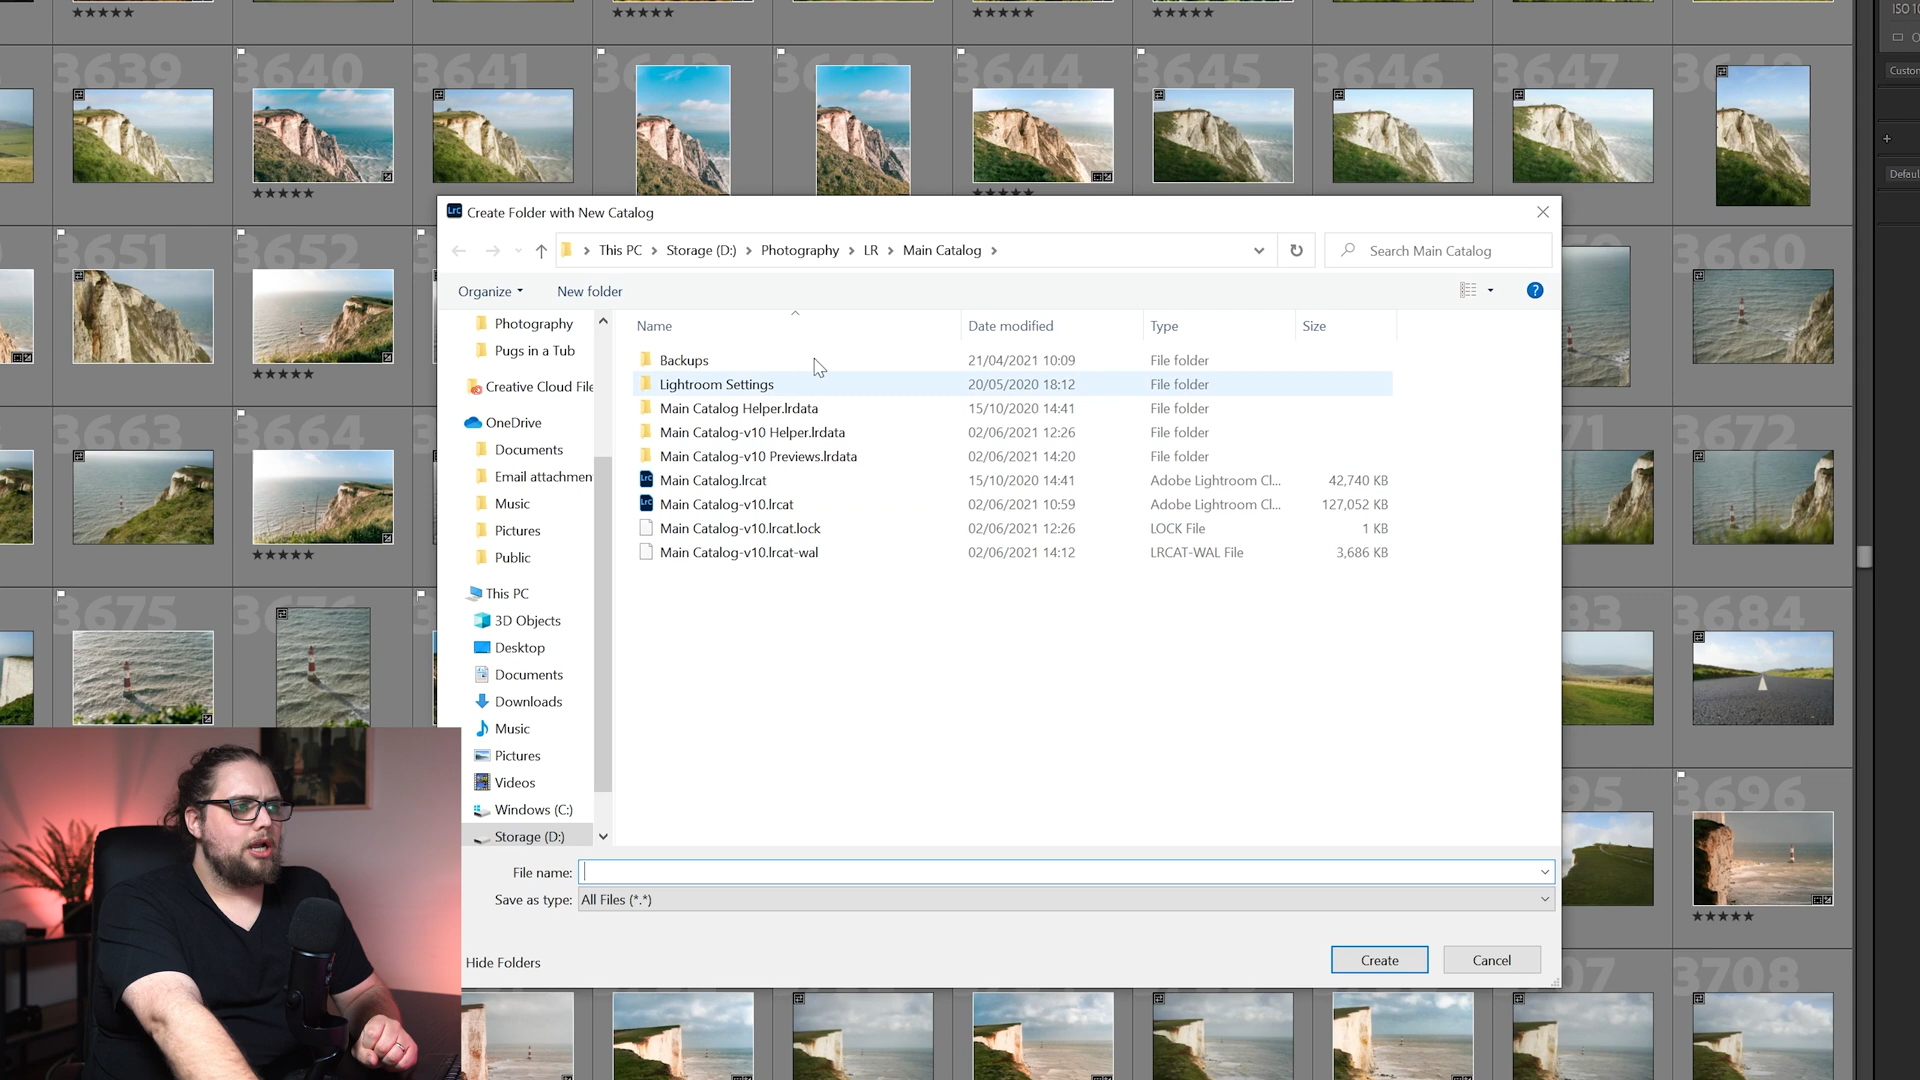 ★★★★★ ★★★★★ ★★★★★ ★★★★★
3639 3640 3641 3644 3645 3646 3647
Custom
★★★★★ ★★★★★
Default
3651 3652 3660
★★★★★
3663 3664 3672
★★★★★
3675 3684
3696
★★★★★
3708
Lrc Create Folder with New Catalog
This PC > Storage (D:) > Photography > LR > Main Catalog >
Search Main Catalog
Organize
New folder
?
Photography
Pugs in a Tub
Creative Cloud File
OneDrive
Documents
Email attachmen
Music
Pictures
Public
This PC
3D Objects
Desktop
Documents
Downloads
Music
Pictures
Videos
Windows (C:)
Storage (D:)
Name Date modified Type Size
Backups 21/04/2021 10:09 File folder
Lightroom Settings 20/05/2020 18:12 File folder
Main Catalog Helper.lrdata 15/10/2020 14:41 File folder
Main Catalog-v10 Helper.lrdata 02/06/2021 12:26 File folder
Main Catalog-v10 Previews.lrdata 02/06/2021 14:20 File folder
Main Catalog.lrcat 15/10/2020 14:41 Adobe Lightroom Cl... 42,740 KB
Main Catalog-v10.lrcat 02/06/2021 10:59 Adobe Lightroom Cl... 127,052 KB
Main Catalog-v10.lrcat.lock 02/06/2021 12:26 LOCK File 1 KB
Main Catalog-v10.lrcat-wal 02/06/2021 14:12 LRCAT-WAL File 3,686 KB
File name:
Save as type: All Files (*.*)
Hide Folders
Create
Cancel